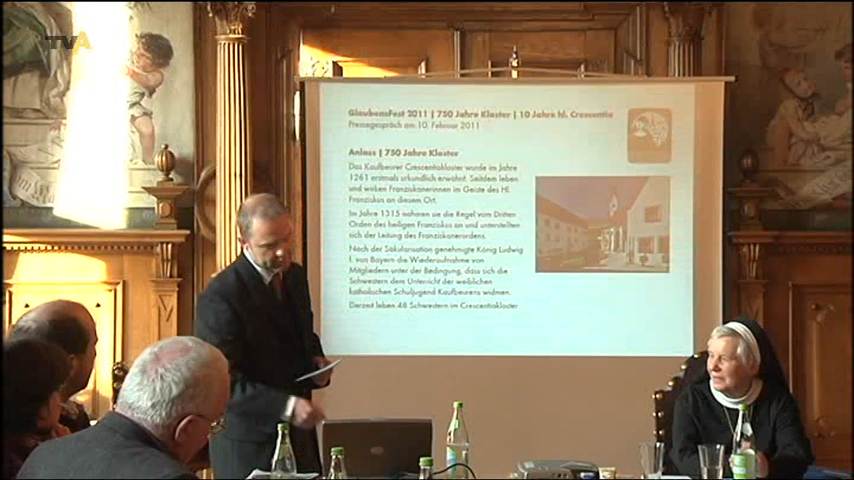 TVA
GlaubensFest 2011 | 750 Jahre Kloster | 10 Jahre hl. Crescentia
Pressegespräch am 10. Februar 2011
Anlass | 750 Jahre Kloster
Das Kaufbeurer Crescentiakloster wurde im Jahre
1261 erstmals urkundlich erwähnt. Seitdem leben
und wirken Franziskanerinnen im Geiste des Hl.
Franziskus an diesem Ort.
Im Jahre 1315 nahmen sie die Regel vom Dritten
Orden des heiligen Franziskus an und unterstellten
sich der Leitung des Franziskanerordens.
Nach der Säkularisation genehmigte König Ludwig
I. von Bayern die Wiederaufnahme von
Mitgliedern unter der Bedingung, dass sich die
Schwestern dem Unterricht der weiblichen
katholischen Schuljugend Kaufbeurens widmen.
Derzeit leben 48 Schwestern im Crescentiakloster